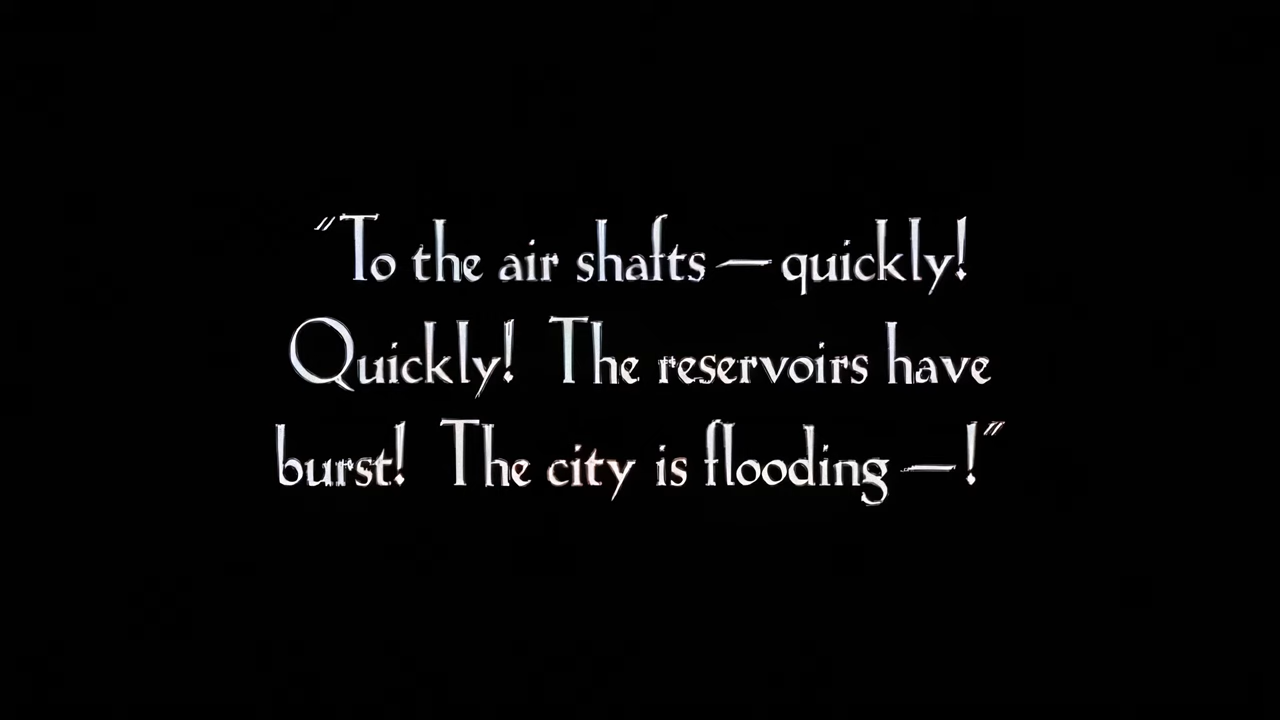 "To the air shafts — quickly!
Quickly! The reservoirs have
burst! The city is flooding — !"